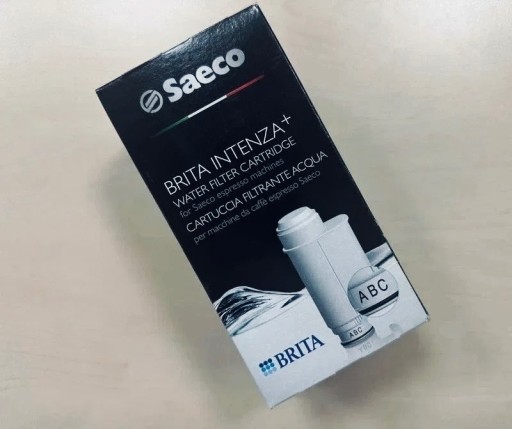 Saeco
BRITA INTENZA+
WATER FILTER CARTRIDGE
for Saeco espresso machines
CARTUCCIA FILTRANTE ACQUA
per macchine da caffè espresso Saeco
ABC
ABC
BRITA